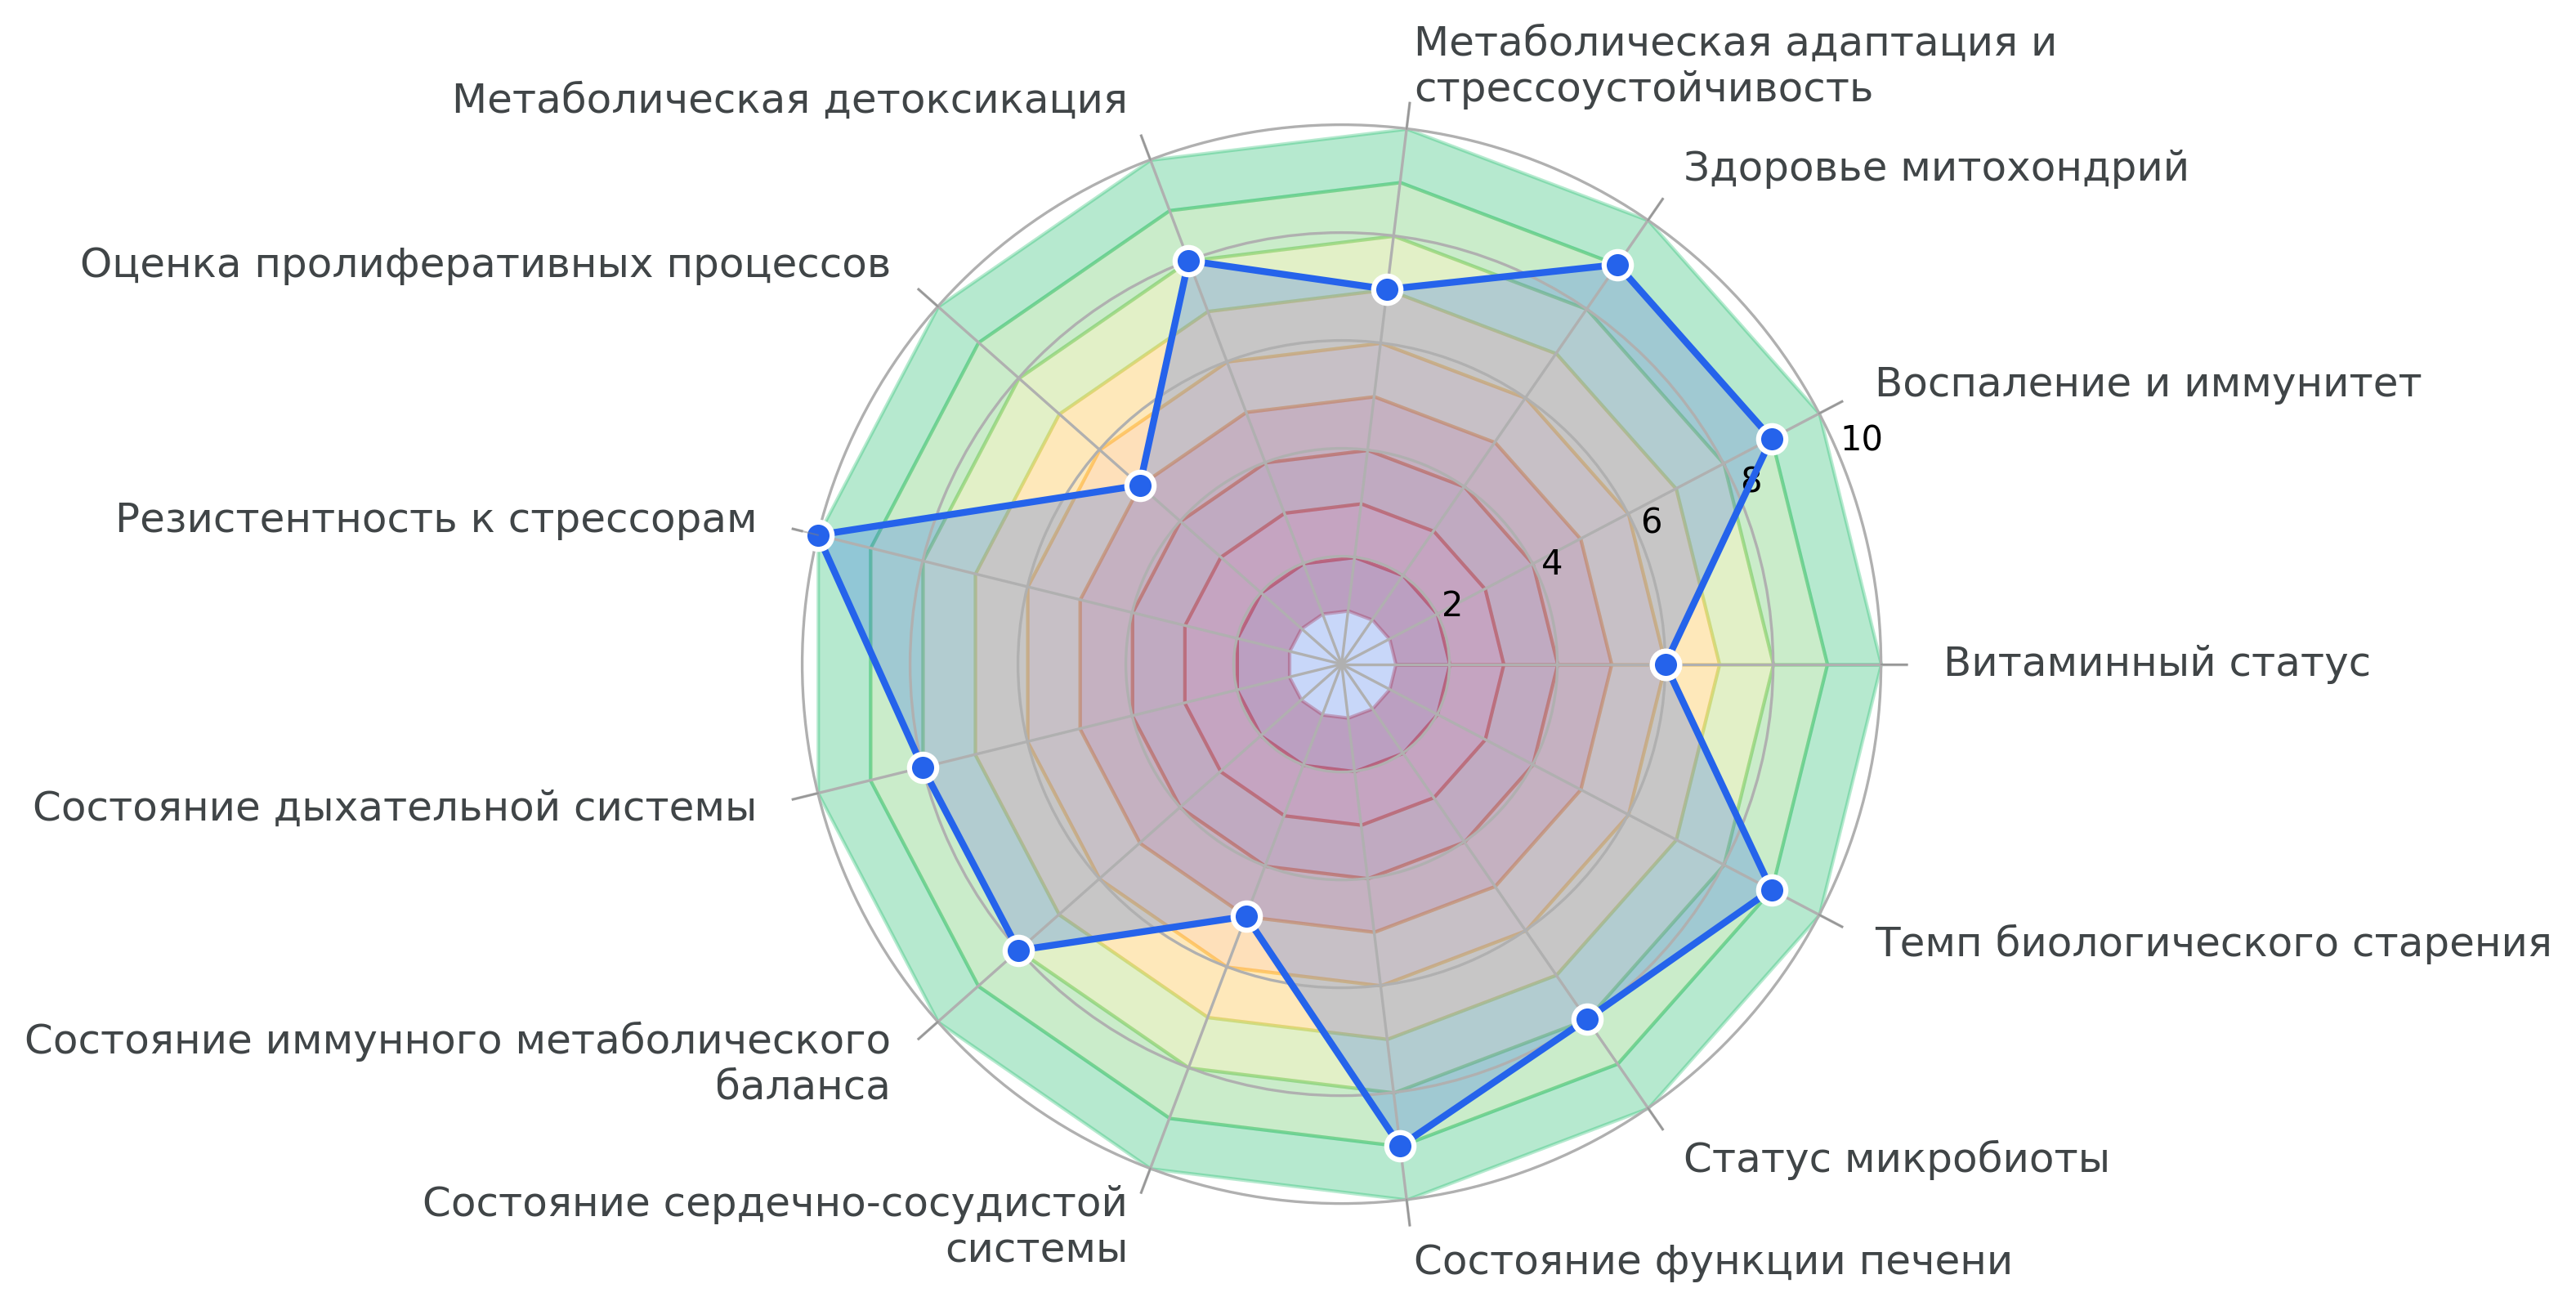 Метаболическая адаптация и
стрессоустойчивость
Метаболическая детоксикация
Здоровье митохондрий
Оценка пролиферативных процессов
Воспаление и иммунитет
10
8
Резистентность к стрессорам
6
4
2
Витаминный статус
Состояние дыхательной системы
Темп биологического старения
Состояние иммунного метаболического
баланса
Статус микробиоты
Состояние сердечно-сосудистой
системы
Состояние функции печени